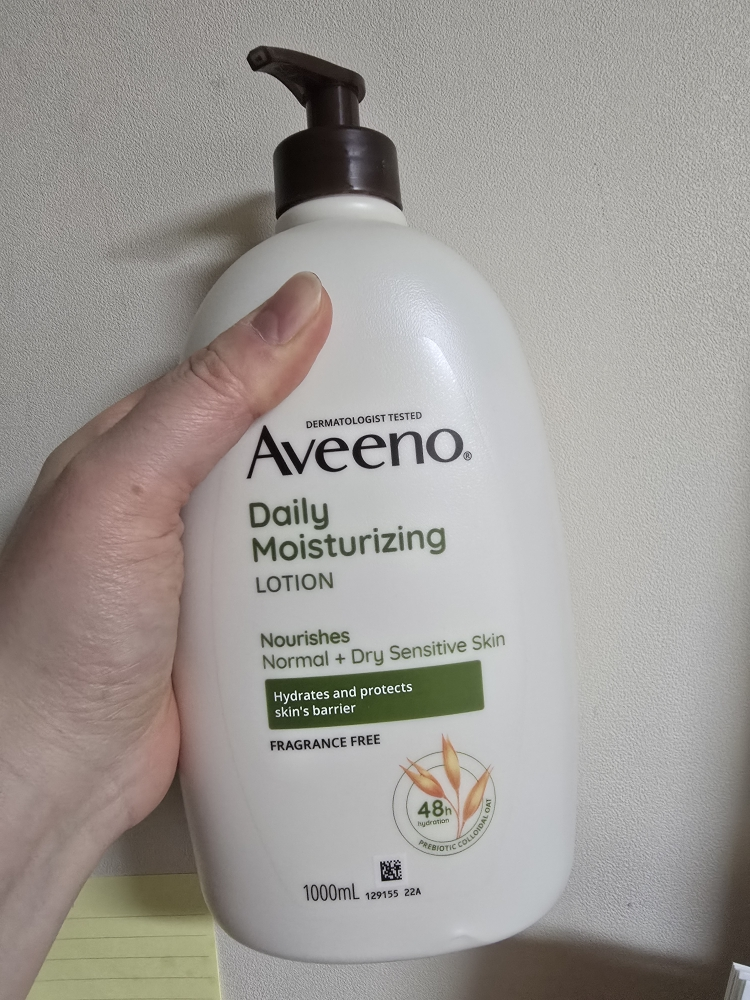 DERMATOLOGIST TESTED
Aveeno®
Daily
Moisturizing
LOTION
Nourishes
Normal + Dry Sensitive Skin
Hydrates and protects
skin's barrier
FRAGRANCE FREE
48h
hydration
PREBIOTIC COLLOIDAL OAT
1000mL 129155 22A